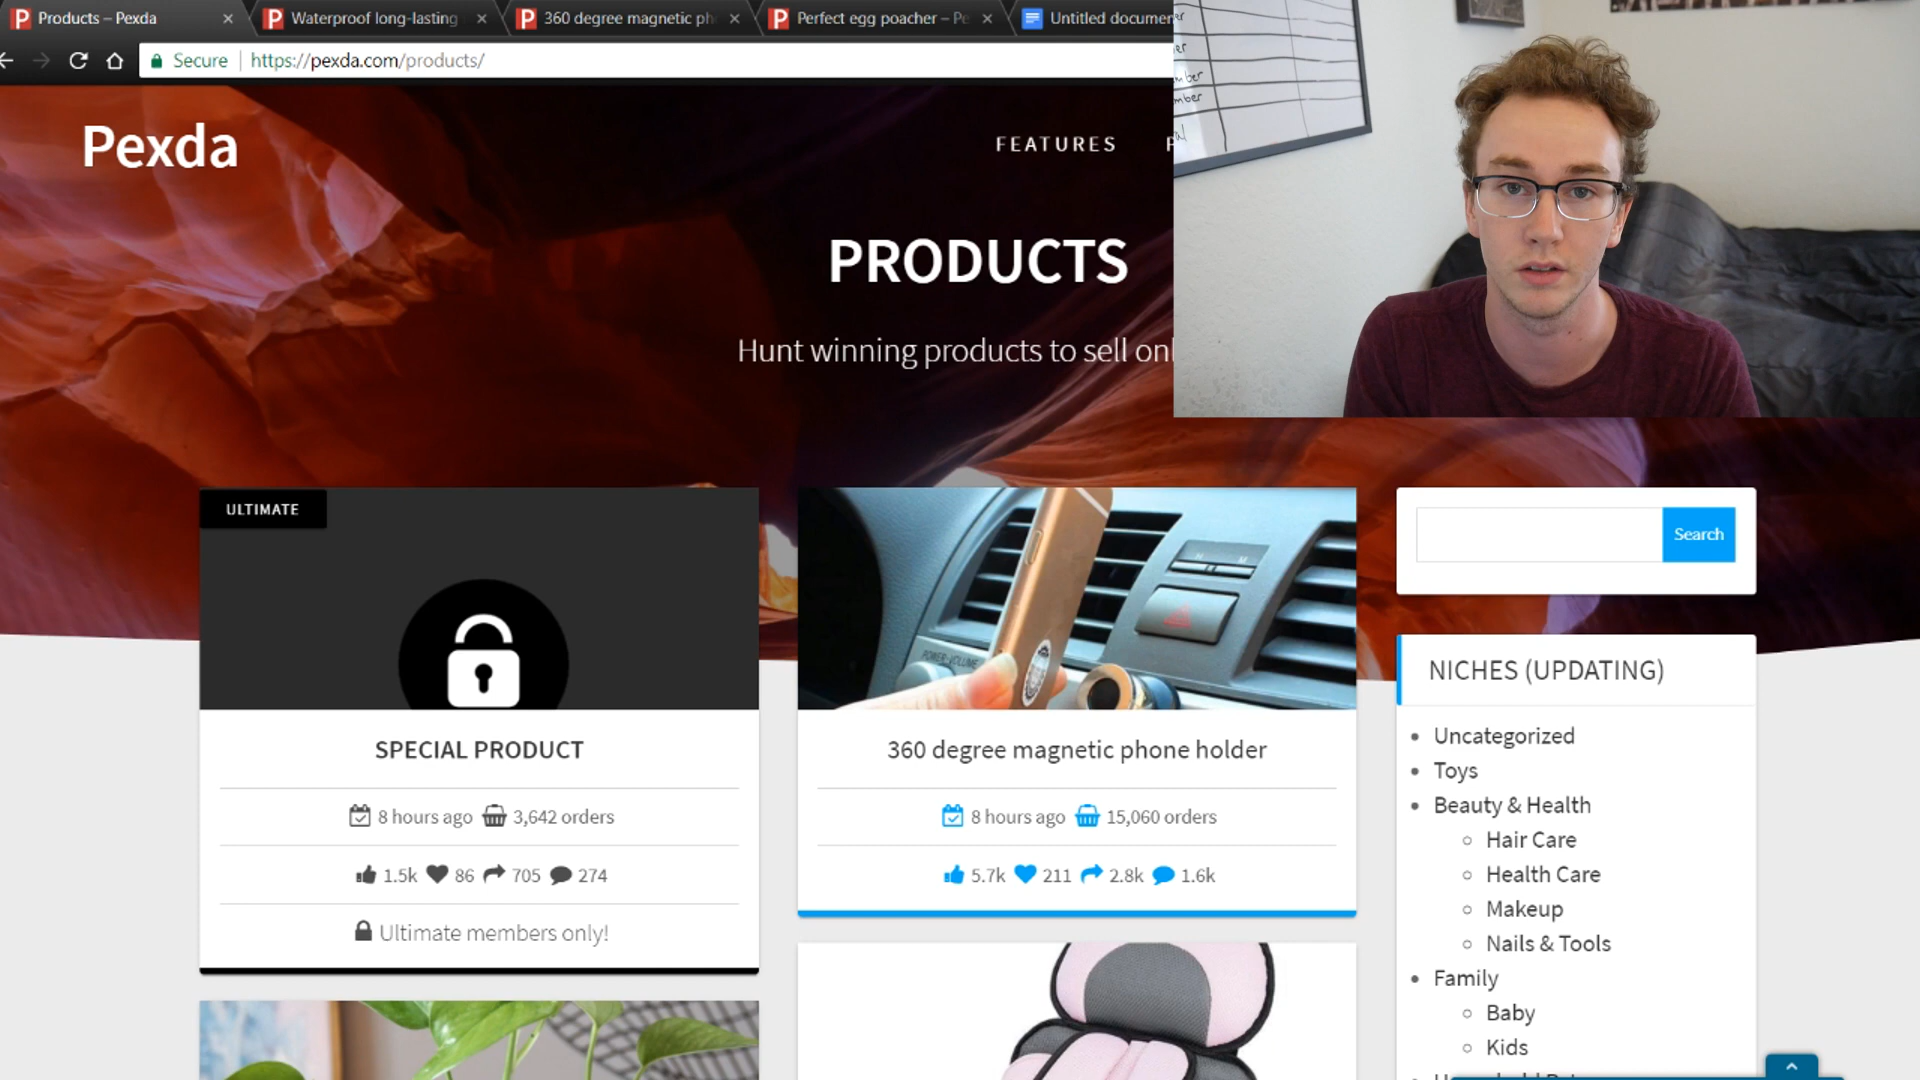 Products – Pexda
Waterproof long-lasting
360 degree magnetic ph
Perfect egg poacher – Pe
Untitled documen
Secure
https://pexda.com/products/
Pexda
FEATURES
PRODUCTS
Hunt winning products to sell onl
ULTIMATE
SPECIAL PRODUCT
8 hours ago 3,642 orders
1.5k 86 705 274
Ultimate members only!
POWER-VOLUME
360 degree magnetic phone holder
8 hours ago 15,060 orders
5.7k 211 2.8k 1.6k
Search
NICHES (UPDATING)
Uncategorized
Toys
Beauty & Health
Hair Care
Health Care
Makeup
Nails & Tools
Family
Baby
Kids